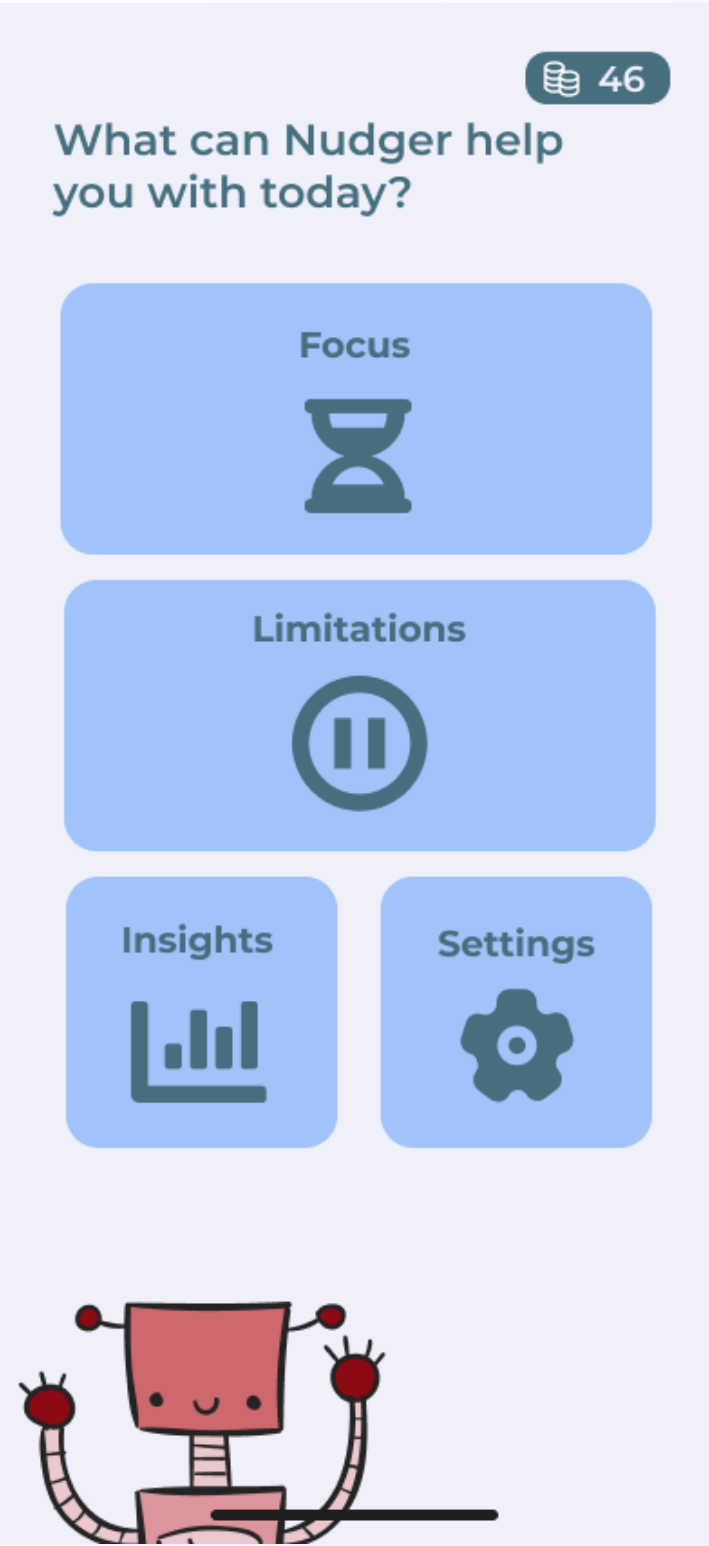 46
What can Nudger help
you with today?
Focus
Limitations
Insights
Settings